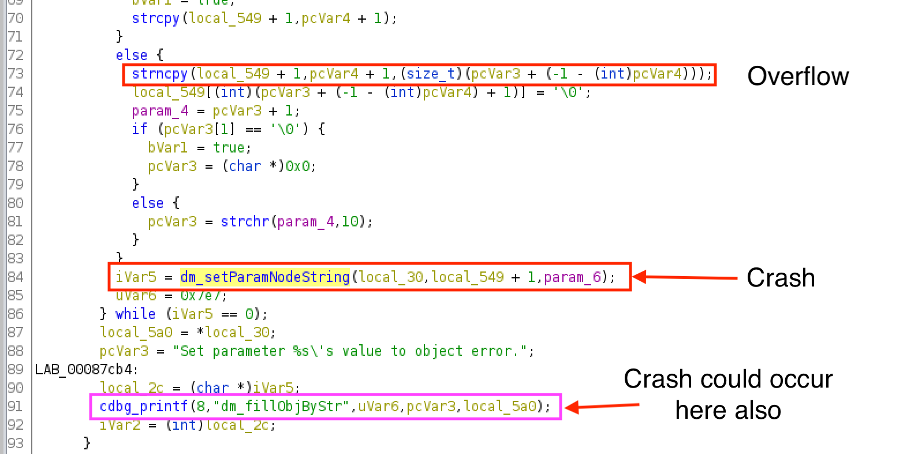 69 bVar1 = true;
70 strcpy(local_549 + 1,pcVar4 + 1);
71 }
72 else {
73 strncpy(local_549 + 1,pcVar4 + 1,(size_t)(pcVar3 + (-1 - (int)pcVar4)));
Overflow
74 local_549[(int)(pcVar3 + (-1 - (int)pcVar4) + 1)] = '\0';
75 param_4 = pcVar3 + 1;
76 if (pcVar3[1] == '\0') {
77 bVar1 = true;
78 pcVar3 = (char *)0x0;
79 }
80 else {
81 pcVar3 = strchr(param_4,10);
82 }
83 }
84 iVar5 = dm_setParamNodeString(local_30,local_549 + 1,param_6);
Crash
85 uVar6 = 0x7e7;
86 } while (iVar5 == 0);
87 local_5a0 = *local_30;
88 pcVar3 = "Set parameter %s\'s value to object error.";
89 LAB_00087cb4:
90 local_2c = (char *)iVar5;
91 cdbg_printf(8,"dm_fillObjByStr",uVar6,pcVar3,local_5a0);
Crash could occur
here also
92 iVar2 = (int)local_2c;
93 }